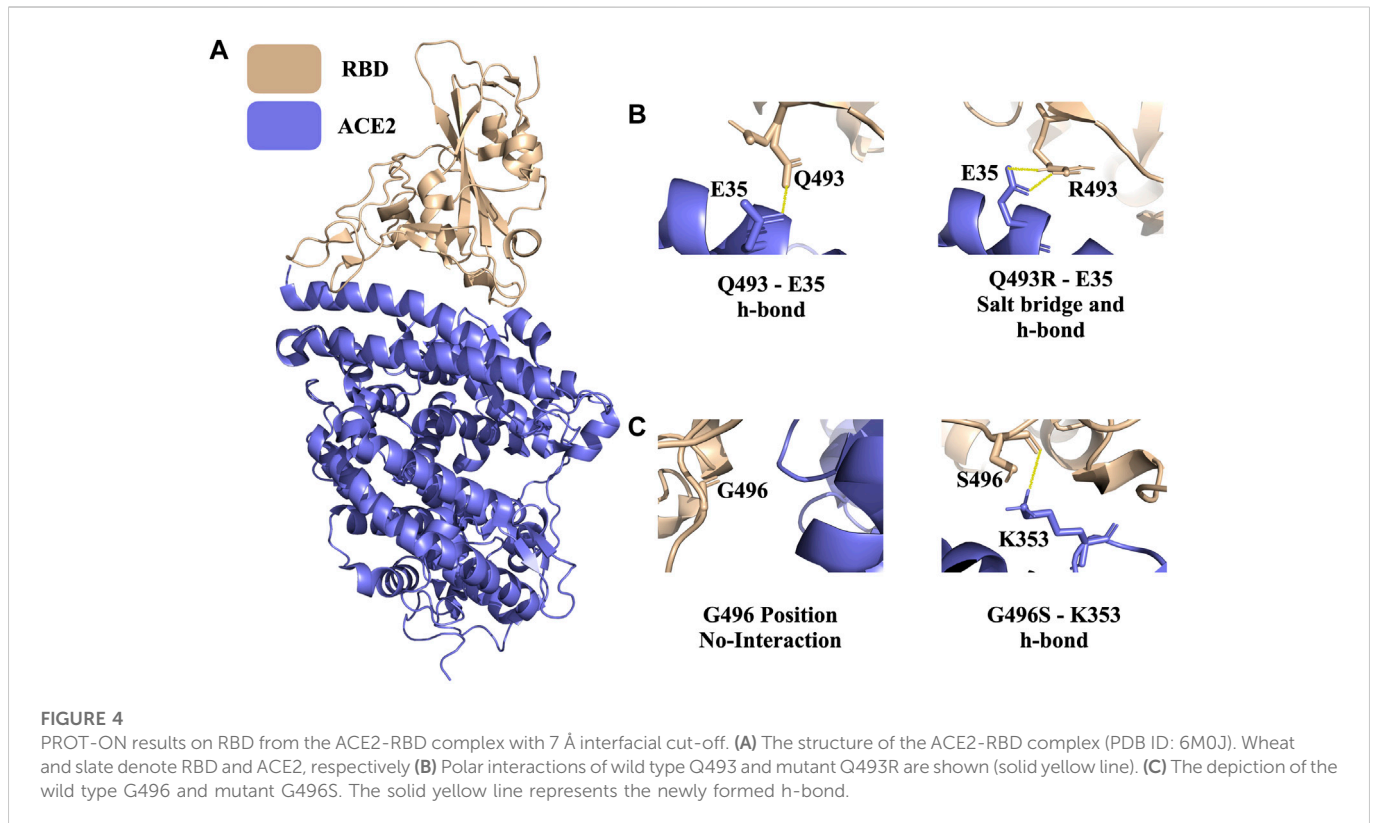 A
RBD
ACE2
B
Q493
E35
Q493 - E35
h-bond
E35
R493
Q493R - E35
Salt bridge and
h-bond
C
G496
G496 Position
No-Interaction
S496
K353
G496S - K353
h-bond
FIGURE 4
PROT-ON results on RBD from the ACE2-RBD complex with 7 Å interfacial cut-off. (A) The structure of the ACE2-RBD complex (PDB ID: 6M0J). Wheat
and slate denote RBD and ACE2, respectively (B) Polar interactions of wild type Q493 and mutant Q493R are shown (solid yellow line). (C) The depiction of the
wild type G496 and mutant G496S. The solid yellow line represents the newly formed h-bond.